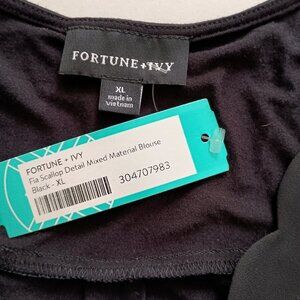 FORTUNE + IVY
XL
made in
Vietnam
FORTUNE + IVY
Fia Scallop Detail Mixed Material Blouse
Black - XL
304707983